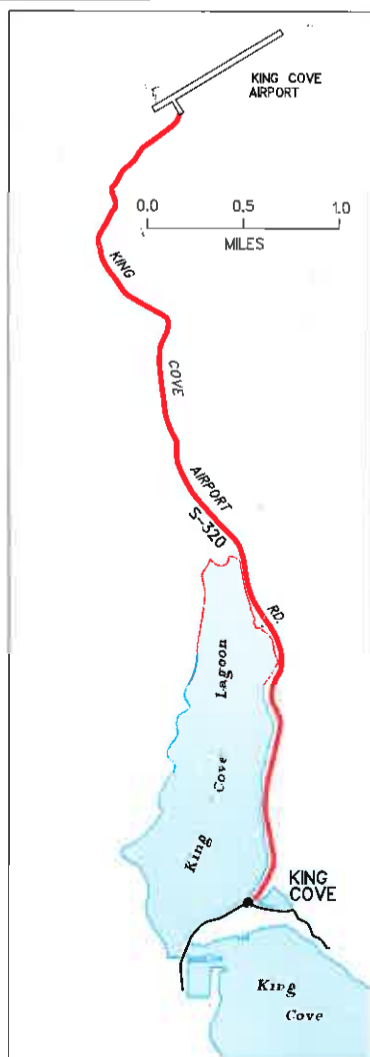 KING COVE
AIRPORT
0.0 0.5 1.0
MILES
KING
COVE
AIRPORT
S-320
RD.
Lagoon
Cove
King
KING
COVE
King
Cove